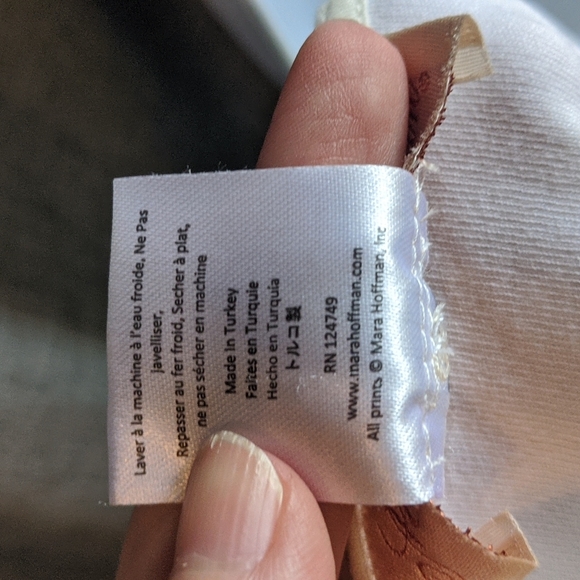 Laver à la machine à l'eau froide, Ne Pas
Javelliser,
Repasser au fer froid, Secher à plat,
ne pas sécher en machine
Made in Turkey
Faites en Turquie
Hecho en Turquia
トルコ製
RN 124749
www.marahoffman.com
All prints © Mara Hoffman, Inc